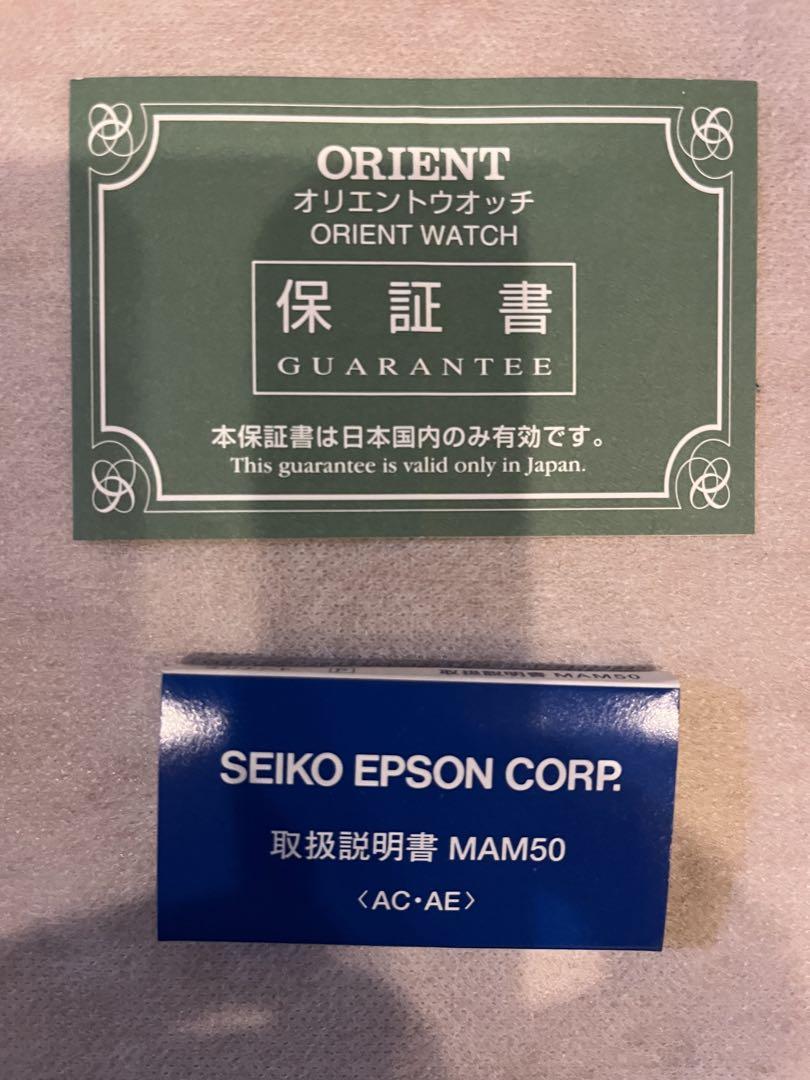 ORIENT
オリエントウオッチ
ORIENT WATCH
保証書
GUARANTEE
本保証書は日本国内のみ有効です。
This guarantee is valid only in Japan.
取扱説明書 MAM50
SEIKO EPSON CORP.
取扱説明書 MAM50
〈AC・AE〉